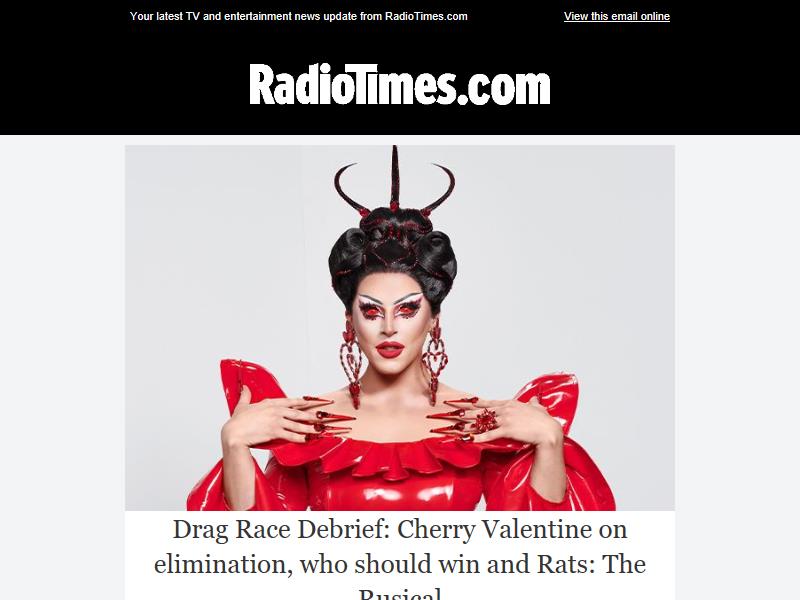 Your latest TV and entertainment news update from RadioTimes.com
View this email online
RadioTimes.com
Drag Race Debrief: Cherry Valentine on
elimination, who should win and Rats: The
Rusical